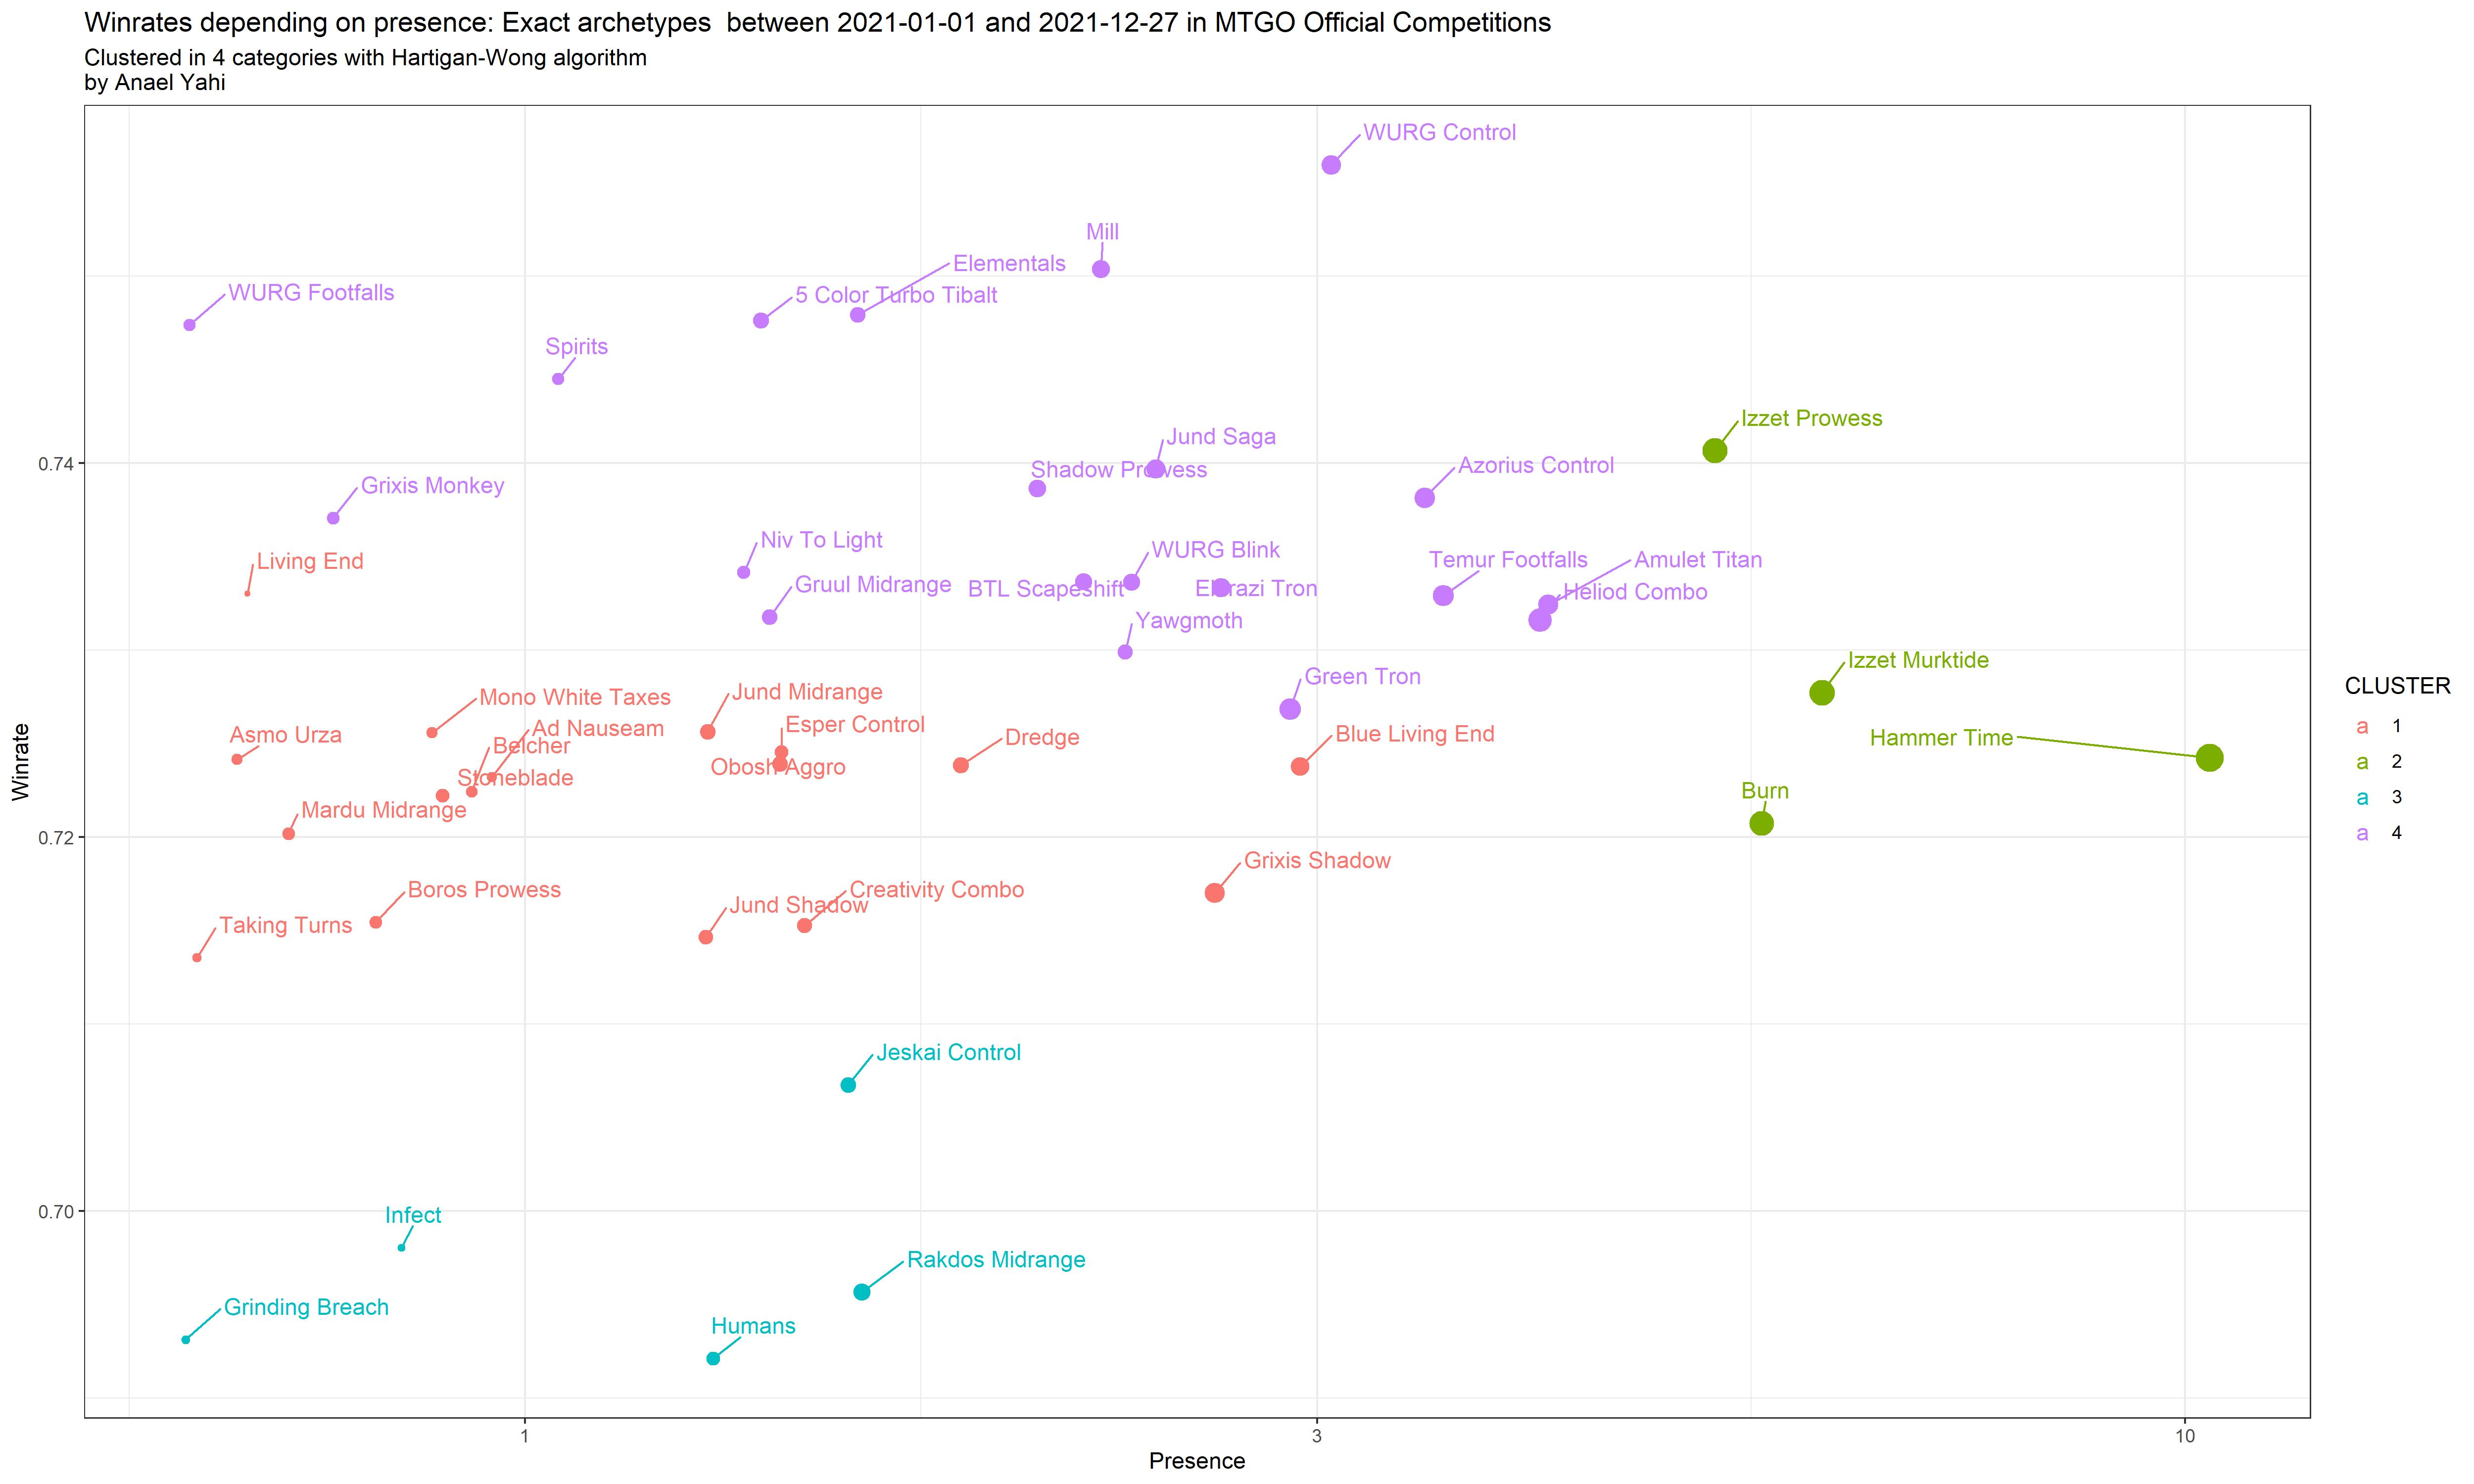 Winrates depending on presence: Exact archetypes  between 2021-01-01 and 2021-12-27 in MTGO Official Competitions
Clustered in 4 categories with Hartigan-Wong algorithm
by Anael Yahi
WURG Control
Mill
Elementals
WURG Footfalls
5 Color Turbo Tibalt
Spirits
Izzet Prowess
Jund Saga
0.74
Shadow Prowess
Azorius Control
Grixis Monkey
Niv To Light
WURG Blink
Living End
Temur Footfalls
Amulet Titan
Gruul Midrange
BTL Scapeshift
Eldrazi Tron
Heliod Combo
Yawgmoth
Izzet Murktide
Green Tron
CLUSTER
a 1
a 2
a 3
a 4
Jund Midrange
Mono White Taxes
Esper Control
Ad Nauseam
Asmo Urza
Belcher
Dredge
Blue Living End
Hammer Time
Obosh Aggro
Stoneblade
Burn
Mardu Midrange
0.72
Grixis Shadow
Boros Prowess
Creativity Combo
Jund Shadow
Taking Turns
Jeskai Control
0.70
Infect
Rakdos Midrange
Grinding Breach
Humans
Winrate
1
3
10
Presence